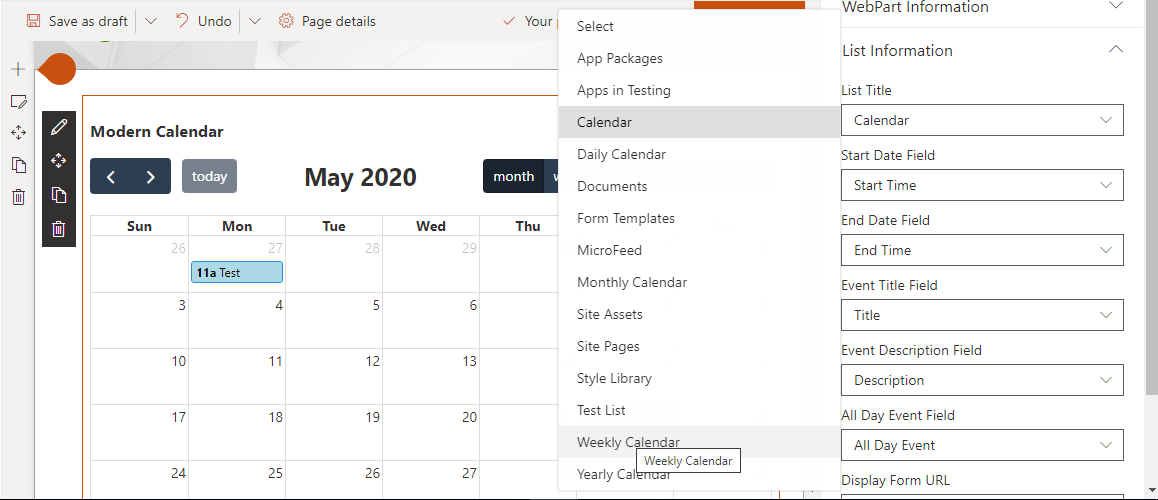 Save as draft Undo Page details Your
Modern Calendar
today May 2020 month
Sun Mon Tue Wed Thu
26 27 28 29
11a Test
3 4 5 6
10 11 12 13
17 18 19 20
24 25 26 27
Select
App Packages
Apps in Testing
Calendar
Daily Calendar
Documents
Form Templates
MicroFeed
Monthly Calendar
Site Assets
Site Pages
Style Library
Test List
Weekly Calendar
Weekly Calendar
Yearly Calendar
WebPart Information
List Information
List Title
Calendar
Start Date Field
Start Time
End Date Field
End Time
Event Title Field
Title
Event Description Field
Description
All Day Event Field
All Day Event
Display Form URL